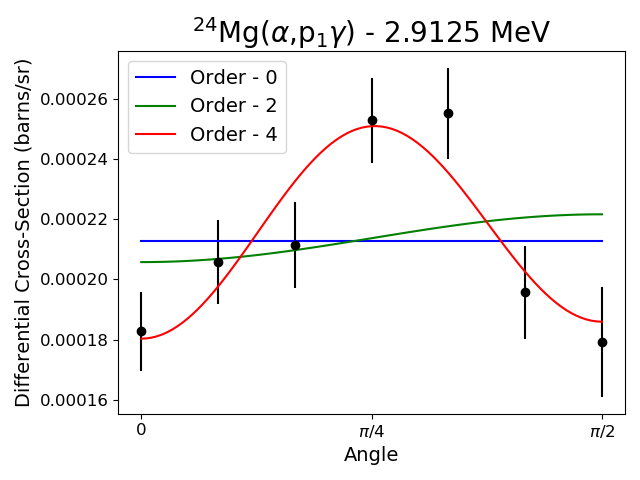 ²⁴Mg(α,p₁γ) - 2.9125 MeV
Order - 0
Order - 2
Order - 4
Differential Cross-Section (barns/sr)
0.00026
0.00024
0.00022
0.00020
0.00018
0.00016
0
π/4
π/2
Angle